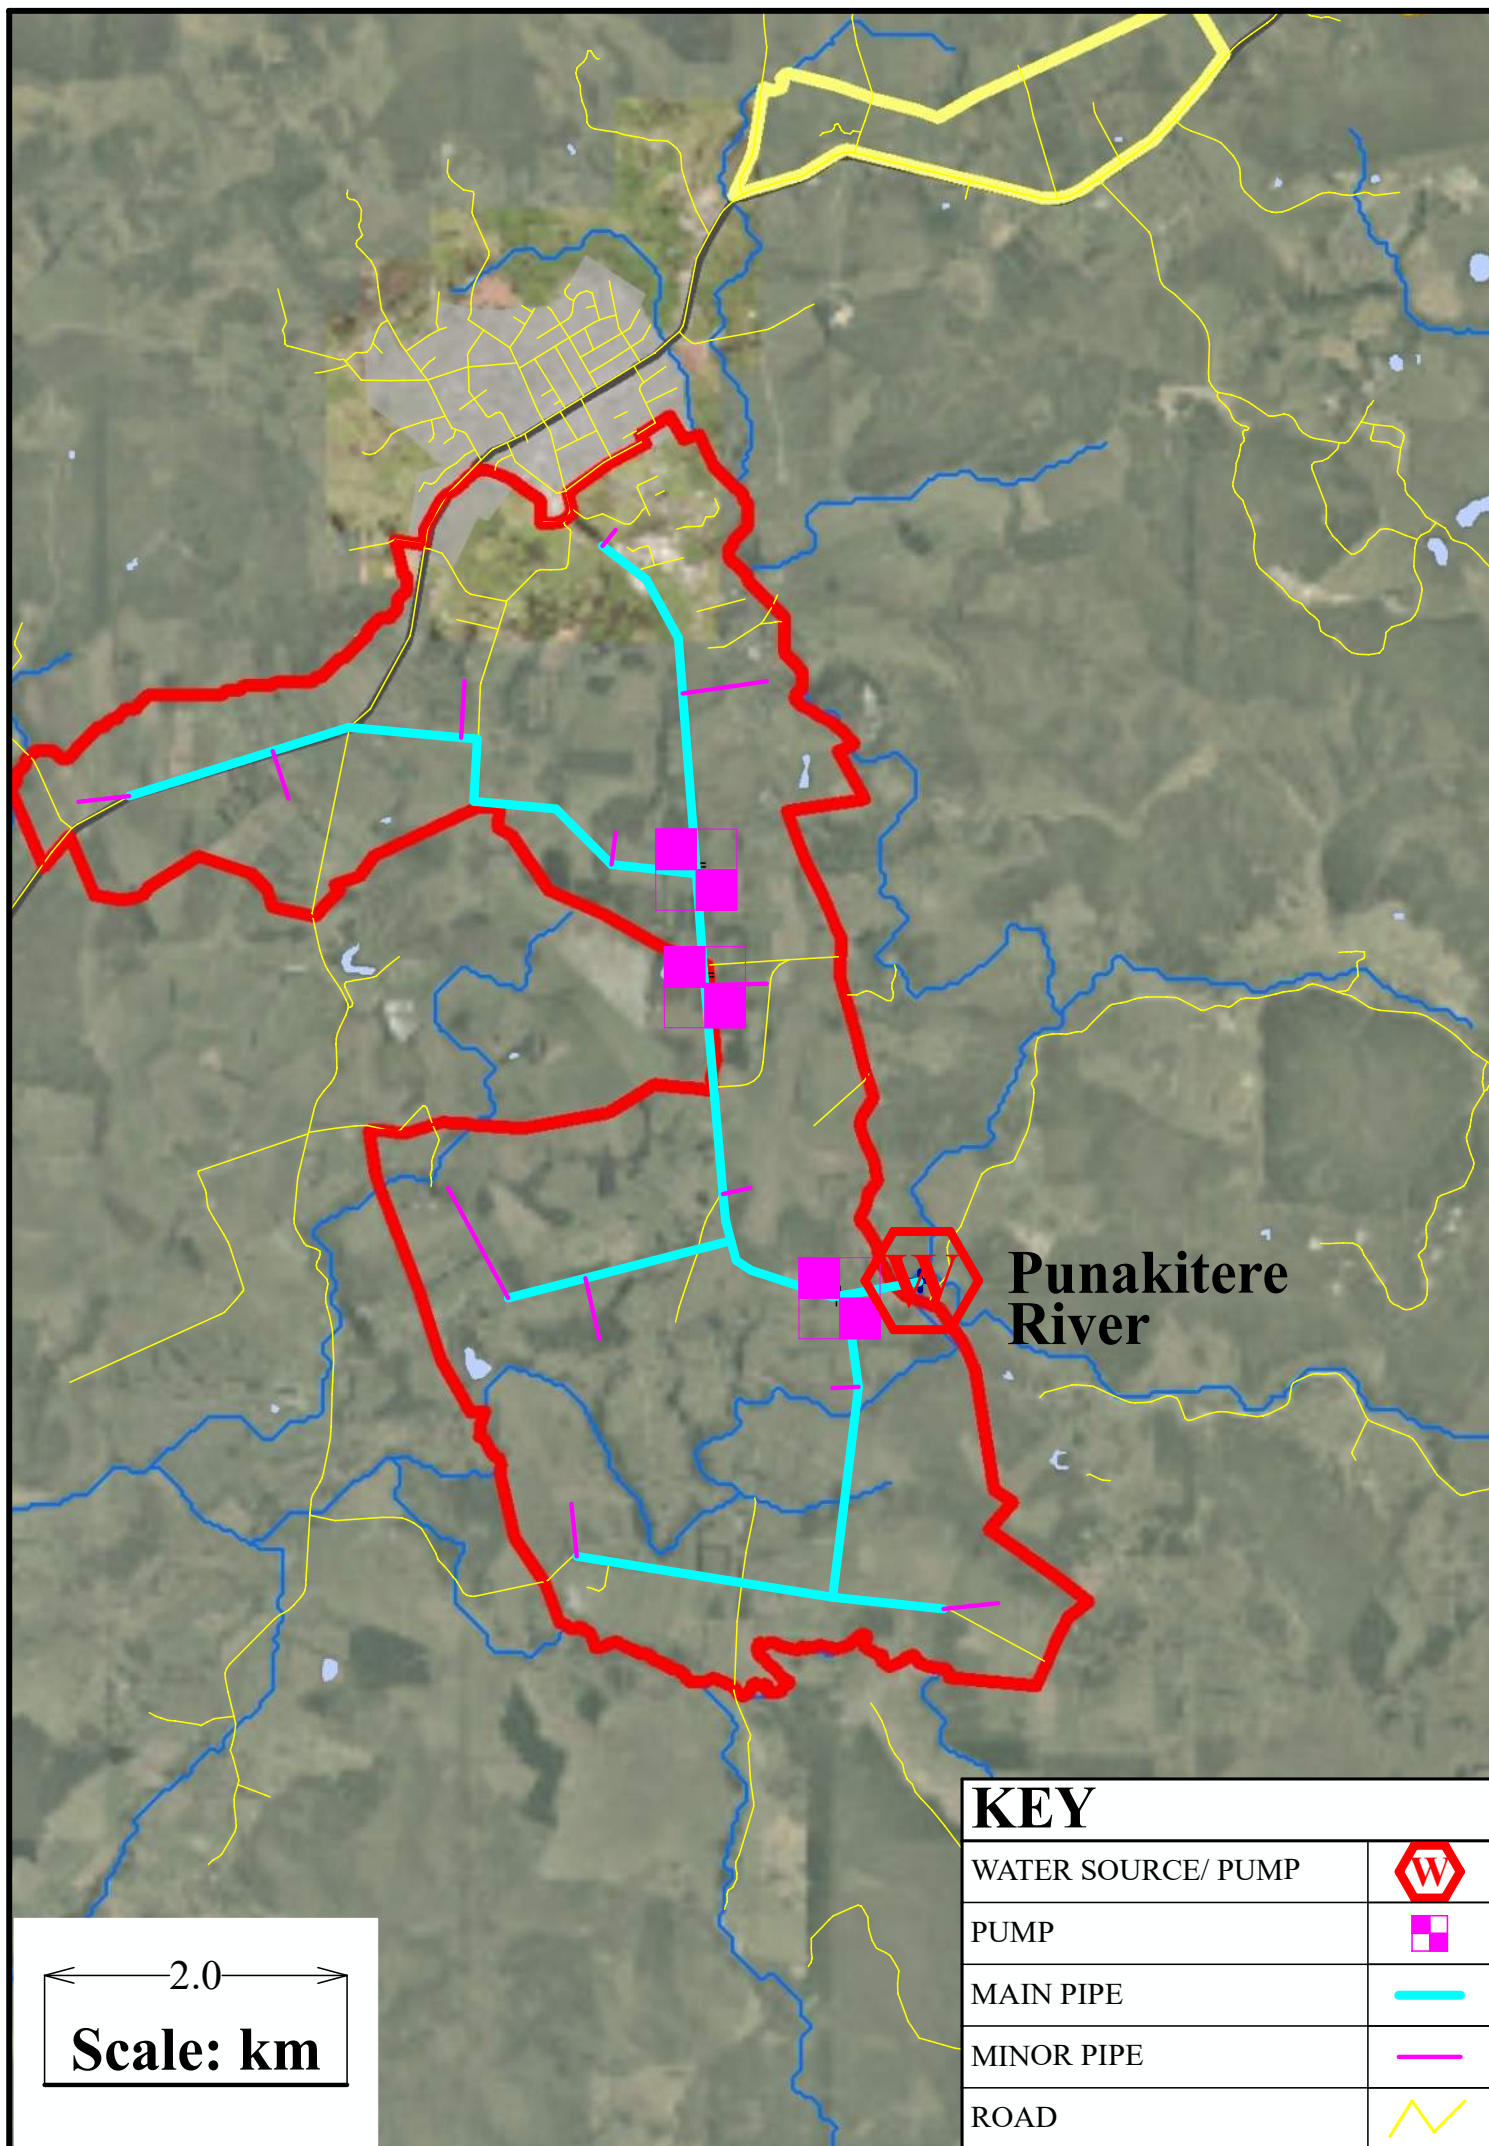 W
Punakitere
River
KEY
WATER SOURCE/ PUMP
W
PUMP
MAIN PIPE
MINOR PIPE
ROAD
2.0
Scale: km